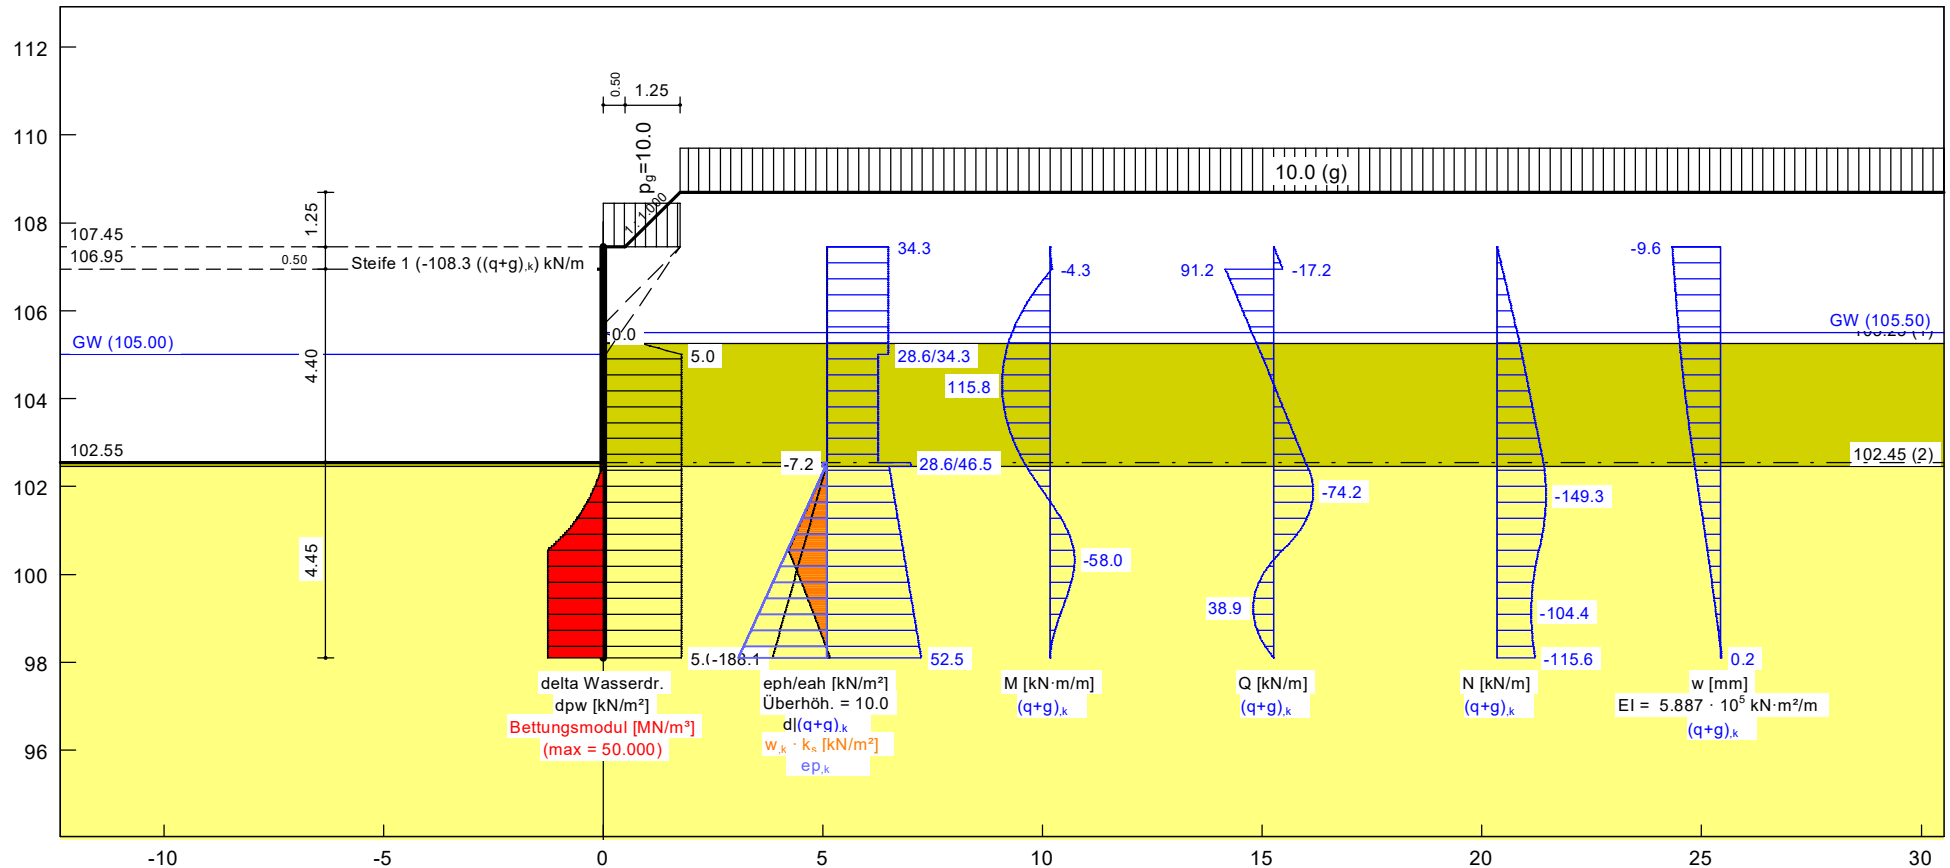 112
110
108
106
104
102
100
98
96
0.50
1.25
pg=10.0
1 : 1.000
10.0 (g)
1.25
107.45
106.95
0.50
Steife 1 (-108.3 ((q+g),k) kN/m
GW (105.00)
4.40
102.55
4.45
0.0
5.0
GW (105.50)
102.45 (2)
34.3
28.6/34.3
-7.2
28.6/46.5
-188.1
52.5
-4.3
115.8
-58.0
91.2
-17.2
-74.2
38.9
-149.3
-104.4
-115.6
-9.6
0.2
delta Wasserdr.
dpw [kN/m²]
Bettungsmodul [MN/m³]
(max = 50.000)
eph/eah [kN/m²]
Überhöh. = 10.0
d|(q+g),k
w,k · ks [kN/m²]
ep,k
M [kN·m/m]
(q+g),k
Q [kN/m]
(q+g),k
N [kN/m]
(q+g),k
w [mm]
EI = 5.887 · 10⁵ kN·m²/m
(q+g),k
-10
-5
0
5
10
15
20
25
30